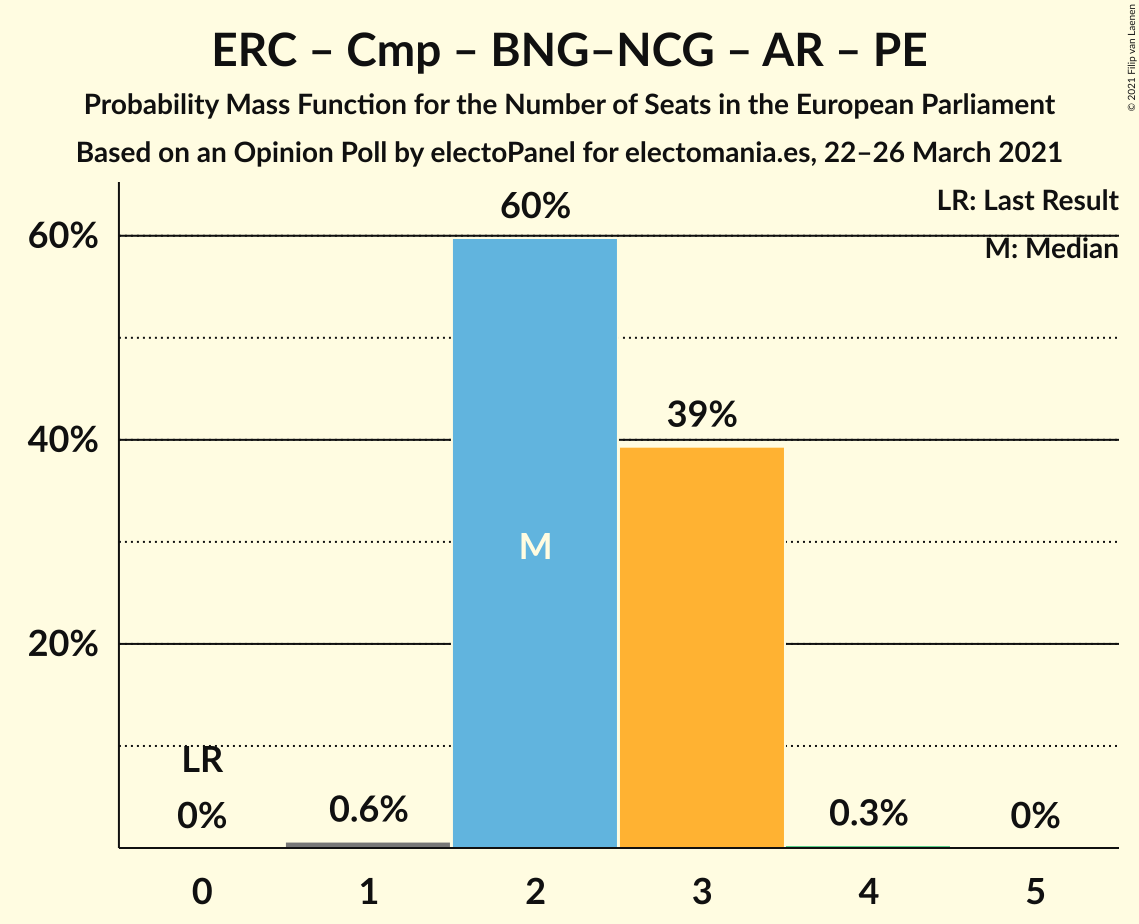 ERC – Cmp – BNG–NCG – AR – PE
Probability Mass Function for the Number of Seats in the European Parliament
Based on an Opinion Poll by electoPanel for electomania.es, 22–26 March 2021
© 2021 Filip van Laenen
LR: Last Result
M: Median
60%
40%
20%
60%
39%
M
LR
0%
0.6%
0.3%
0%
0 1 2 3 4 5